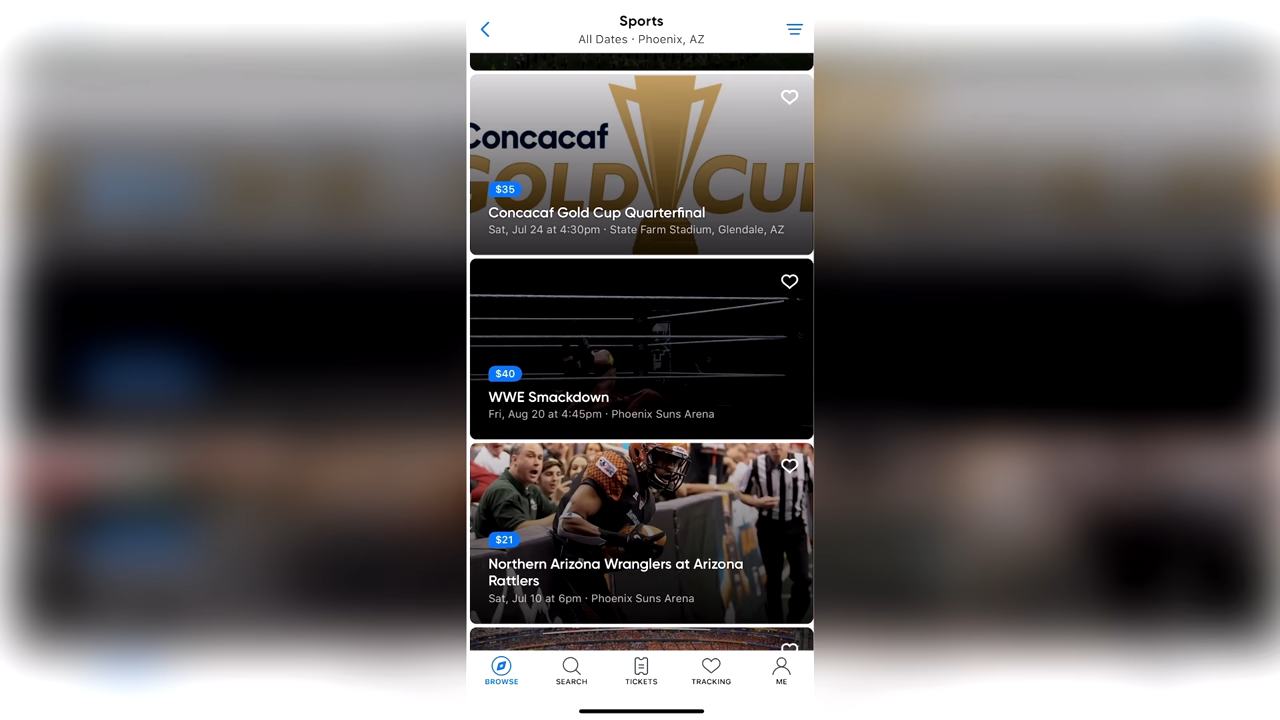 Sports
All Dates · Phoenix, AZ
Concacaf
GOLD CUP
$35
Concacaf Gold Cup Quarterfinal
Sat, Jul 24 at 4:30pm · State Farm Stadium, Glendale, AZ
$40
WWE Smackdown
Fri, Aug 20 at 4:45pm · Phoenix Suns Arena
$21
Northern Arizona Wranglers at Arizona
Rattlers
Sat, Jul 10 at 6pm · Phoenix Suns Arena
BROWSE
SEARCH
TICKETS
TRACKING
ME